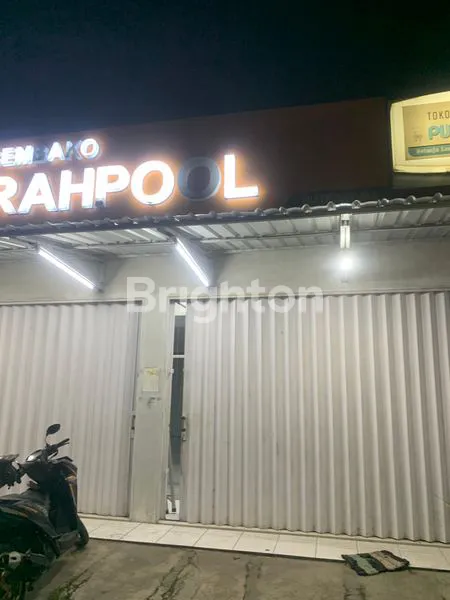 EMBAKO
RAHPOOL
TOKO
PU
Brighton